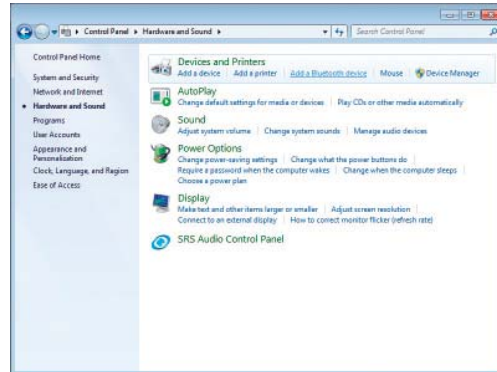 Control Panel ▸ Hardware and Sound ▸
Search Control Panel
Control Panel Home
System and Security
Network and Internet
Hardware and Sound
Programs
User Accounts
Appearance and
Personalization
Clock, Language, and Region
Ease of Access
Devices and Printers
Add a device | Add a printer | Add a Bluetooth device | Mouse | Device Manager
AutoPlay
Change default settings for media or devices | Play CDs or other media automatically
Sound
Adjust system volume | Change system sounds | Manage audio devices
Power Options
Change power-saving settings | Change what the power buttons do
Require a password when the computer wakes | Change when the computer sleeps
Choose a power plan
Display
Make text and other items larger or smaller | Adjust screen resolution
Connect to an external display | How to correct monitor flicker (refresh rate)
SRS Audio Control Panel